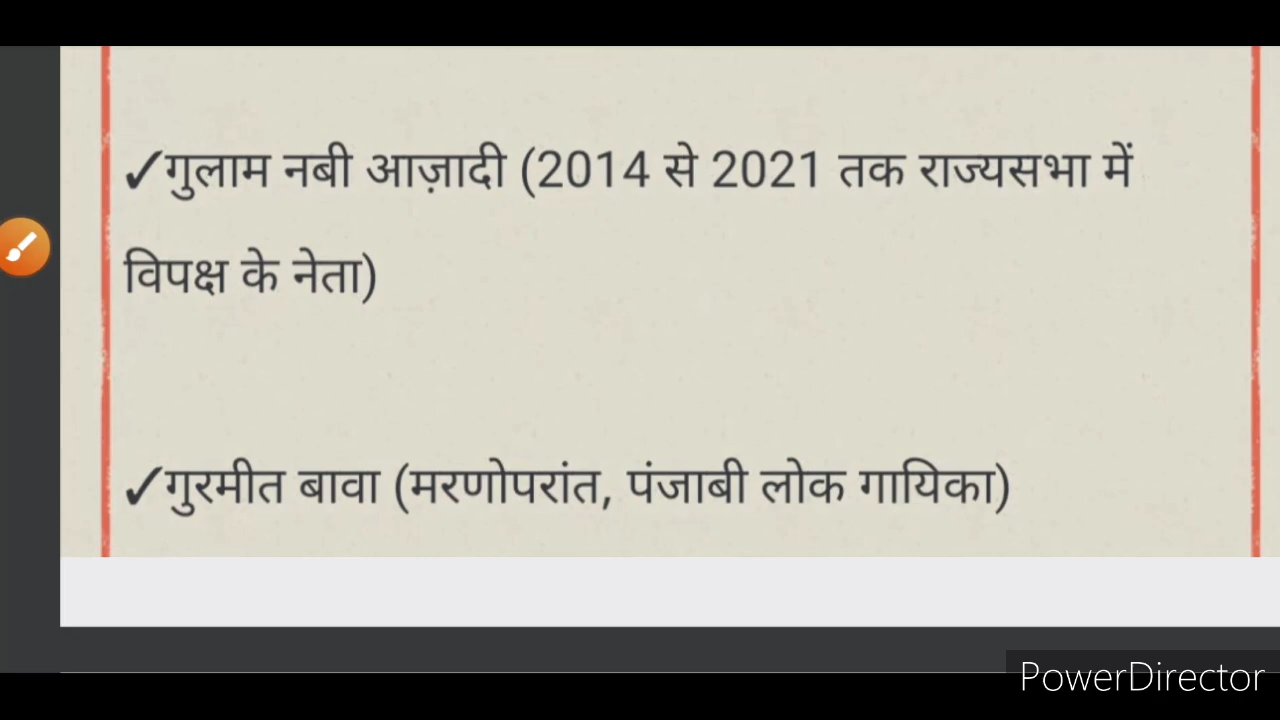 ✓गुलाम नबी आज़ादी (2014 से 2021 तक राज्यसभा में
विपक्ष के नेता)
✓गुरमीत बावा (मरणोपरांत, पंजाबी लोक गायिका)
PowerDirector